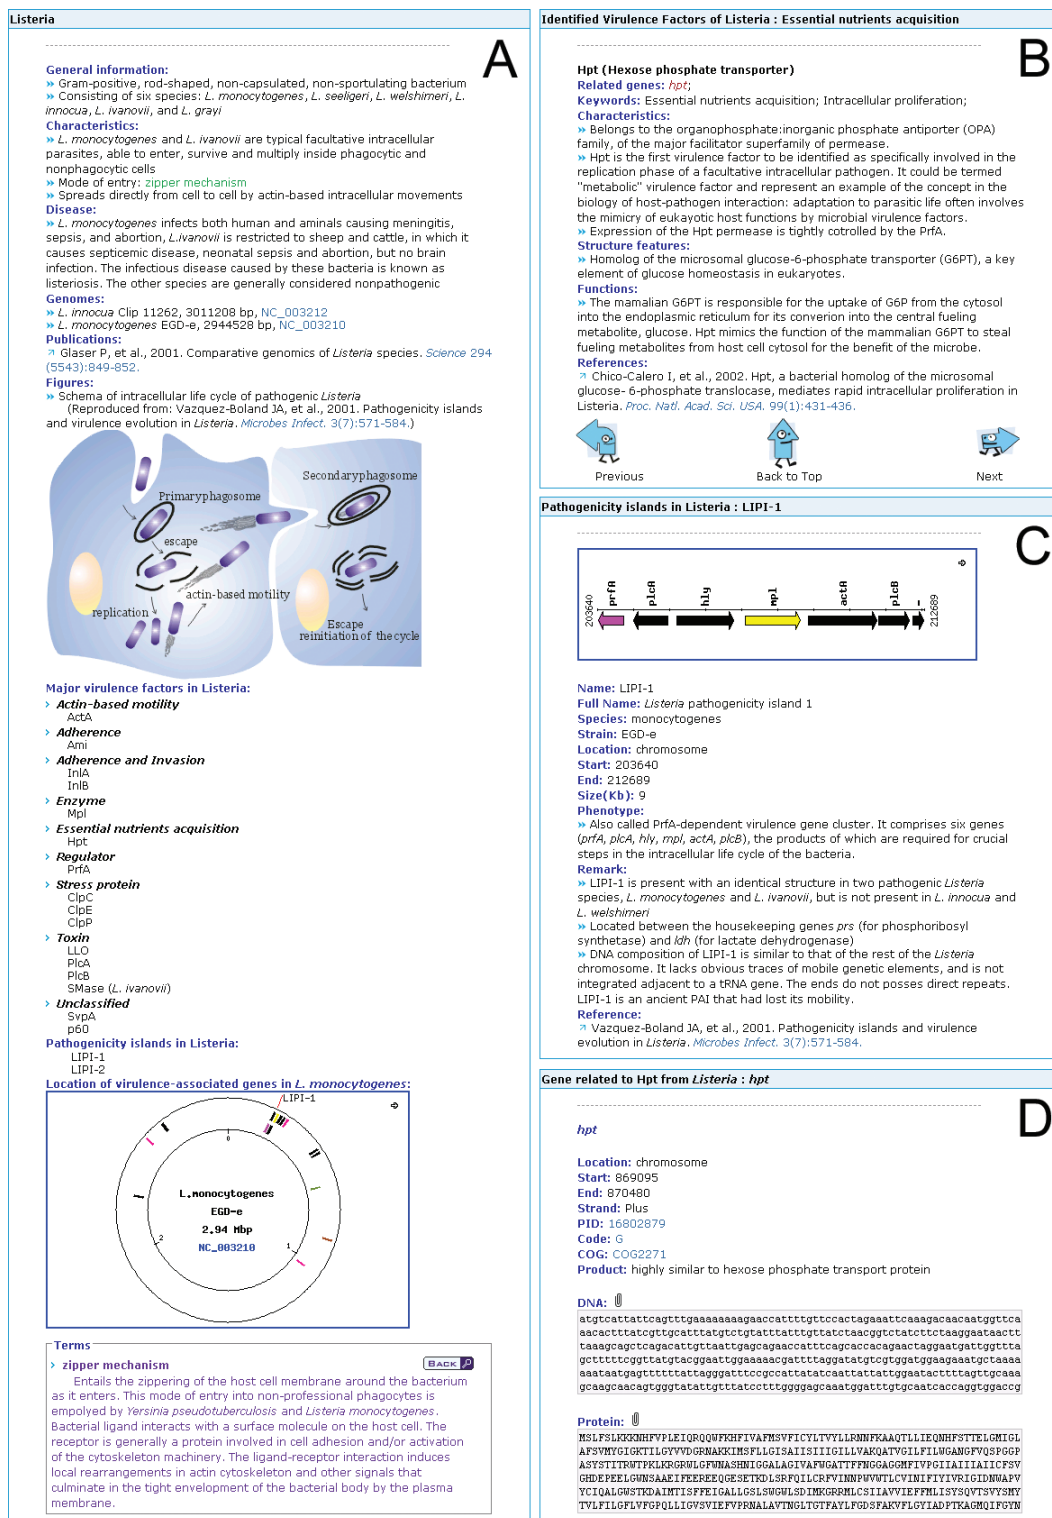 Listeria
A
General information:
» Gram-positive, rod-shaped, non-capsulated, non-sportulating bacterium
» Consisting of six species: L. monocytogenes, L. seeligeri, L. welshimeri, L.
innocua, L. ivanovii, and L. grayi
Characteristics:
» L. monocytogenes and L. ivanovii are typical facultative intracellular
parasites, able to enter, survive and multiply inside phagocytic and
nonphagocytic cells
» Mode of entry: zipper mechanism
» Spreads directly from cell to cell by actin-based intracellular movements
Disease:
» L. monocytogenes infects both human and aminals causing meningitis,
sepsis, and abortion, L.ivanovii is restricted to sheep and cattle, in which it
causes septicemic disease, neonatal sepsis and abortion, but no brain
infection. The infectious disease caused by these bacteria is known as
listeriosis. The other species are generally considered nonpathogenic
Genomes:
» L. innocua Clip 11262, 3011208 bp, NC_003212
» L. monocytogenes EGD-e, 2944528 bp, NC_003210
Publications:
Glaser P, et al., 2001. Comparative genomics of Listeria species. Science 294
(5543):849-852.
Figures:
» Schema of intracellular life cycle of pathogenic Listeria
(Reproduced from: Vazquez-Boland JA, et al., 2001. Pathogenicity islands
and virulence evolution in Listeria. Microbes Infect. 3(7):571-584.)
Secondaryphagosome
Primaryphagosome
escape
actin-based motility
replication
Escape
reinitiation of the cycle
Major virulence factors in Listeria:
› Actin-based motility
ActA
› Adherence
Ami
› Adherence and Invasion
InlA
InlB
› Enzyme
Mpl
› Essential nutrients acquisition
Hpt
› Regulator
PrfA
› Stress protein
ClpC
ClpE
ClpP
› Toxin
LLO
PlcA
PlcB
SMase (L. ivanovii)
› Unclassified
SvpA
p60
Pathogenicity islands in Listeria:
LIPI-1
LIPI-2
Location of virulence-associated genes in L. monocytogenes:
LIPI-1
0
L.monocytogenes
EGD-e
2.94 Mbp
NC_003210
2
1
Terms
› zipper mechanism
BACK
Entails the zippering of the host cell membrane around the bacterium
as it enters. This mode of entry into non-professional phagocytes is
empolyed by Yersinia pseudotuberculosis and Listeria monocytogenes.
Bacterial ligand interacts with a surface molecule on the host cell. The
receptor is generally a protein involved in cell adhesion and/or activation
of the cytoskeleton machinery. The ligand-receptor interaction induces
local rearrangements in actin cytoskeleton and other signals that
culminate in the tight envelopment of the bacterial body by the plasma
membrane.
Identified Virulence Factors of Listeria : Essential nutrients acquisition
B
Hpt (Hexose phosphate transporter)
Related genes: hpt;
Keywords: Essential nutrients acquisition; Intracellular proliferation;
Characteristics:
» Belongs to the organophosphate:inorganic phosphate antiporter (OPA)
family, of the major facilitator superfamily of permease.
» Hpt is the first virulence factor to be identified as specifically involved in the
replication phase of a facultative intracellular pathogen. It could be termed
"metabolic" virulence factor and represent an example of the concept in the
biology of host-pathogen interaction: adaptation to parasitic life often involves
the mimicry of eukayotic host functions by microbial virulence factors.
» Expression of the Hpt permease is tightly cotrolled by the PrfA.
Structure features:
» Homolog of the microsomal glucose-6-phosphate transporter (G6PT), a key
element of glucose homeostasis in eukaryotes.
Functions:
» The mamalian G6PT is responsible for the uptake of G6P from the cytosol
into the endoplasmic reticulum for its converion into the central fueling
metabolite, glucose. Hpt mimics the function of the mammalian G6PT to steal
fueling metabolites from host cell cytosol for the benefit of the microbe.
References:
Chico-Calero I, et al., 2002. Hpt, a bacterial homolog of the microsomal
glucose- 6-phosphate translocase, mediates rapid intracellular proliferation in
Listeria. Proc. Natl. Acad. Sci. USA. 99(1):431-436.
Previous
Back to Top
Next
Pathogenicity islands in Listeria : LIPI-1
C
203640
prfA
plcA
hly
mpl
actA
plcB
-
212689
Name: LIPI-1
Full Name: Listeria pathogenicity island 1
Species: monocytogenes
Strain: EGD-e
Location: chromosome
Start: 203640
End: 212689
Size(Kb): 9
Phenotype:
» Also called PrfA-dependent virulence gene cluster. It comprises six genes
(prfA, plcA, hly, mpl, actA, plcB), the products of which are required for crucial
steps in the intracellular life cycle of the bacteria.
Remark:
» LIPI-1 is present with an identical structure in two pathogenic Listeria
species, L. monocytogenes and L. ivanovii, but is not present in L. innocua and
L. welshimeri
» Located between the housekeeping genes prs (for phosphoribosyl
synthetase) and ldh (for lactate dehydrogenase)
» DNA composition of LIPI-1 is similar to that of the rest of the Listeria
chromosome. It lacks obvious traces of mobile genetic elements, and is not
integrated adjacent to a tRNA gene. The ends do not posses direct repeats.
LIPI-1 is an ancient PAI that had lost its mobility.
Reference:
Vazquez-Boland JA, et al., 2001. Pathogenicity islands and virulence
evolution in Listeria. Microbes Infect. 3(7):571-584.
Gene related to Hpt from Listeria : hpt
D
hpt
Location: chromosome
Start: 869095
End: 870480
Strand: Plus
PID: 16802879
Code: G
COG: COG2271
Product: highly similar to hexose phosphate transport protein
DNA:
Protein: